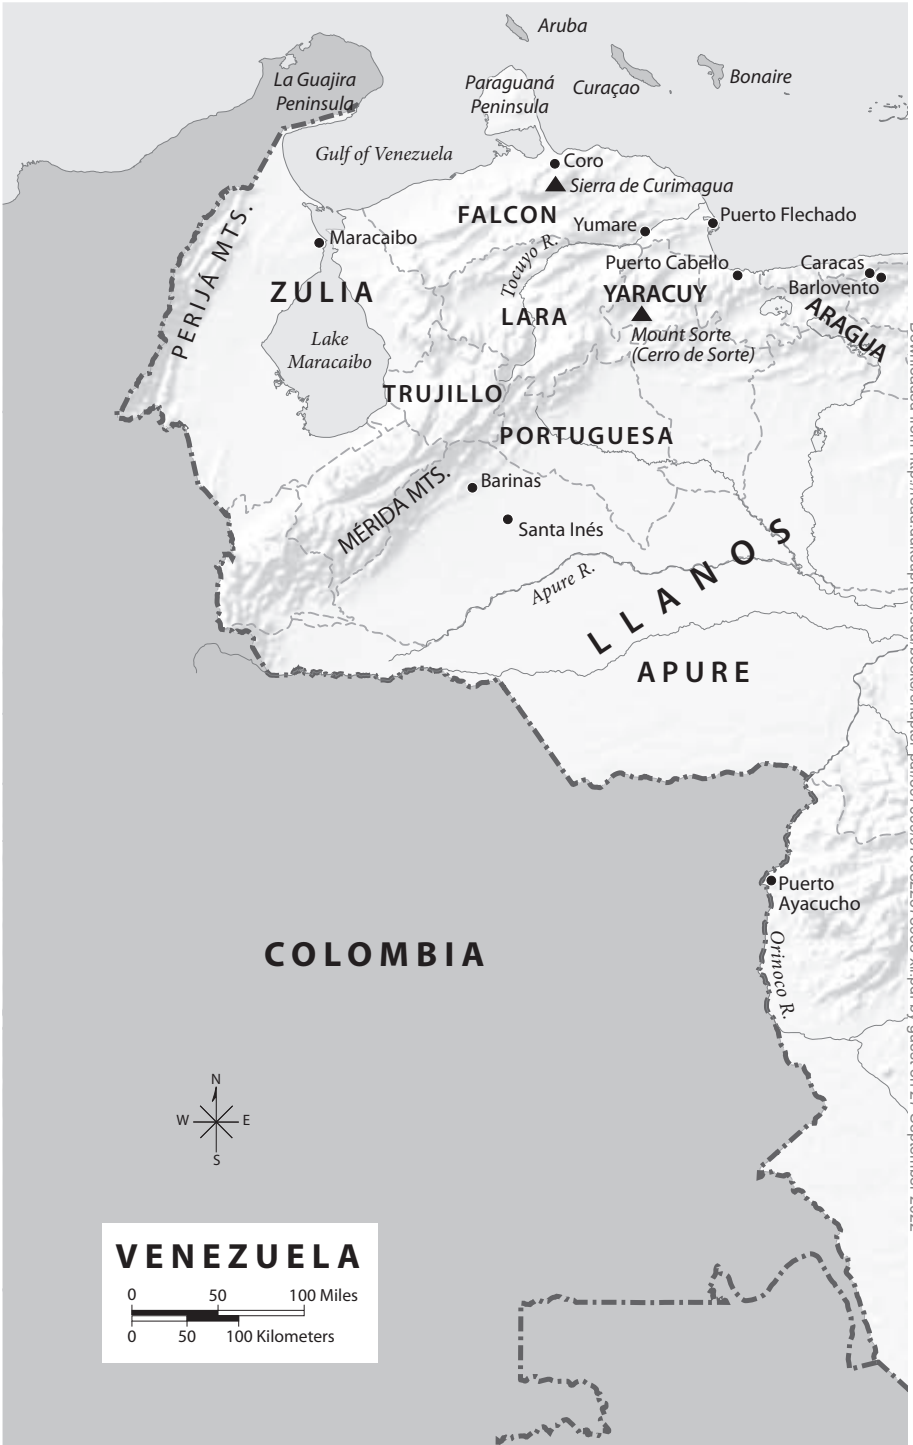 Aruba
La Guajira
Peninsula
Paraguaná
Peninsula
Curaçao
Bonaire
Gulf of Venezuela
Coro
Sierra de Curimagua
FALCON
Puerto Flechado
Yumare
Maracaibo
PERIJÁ MTS.
Tocuyo R.
Puerto Cabello
Caracas
Barlovento
ZULIA
YARACUY
ARAGUA
LARA
Mount Sorte
(Cerro de Sorte)
Lake
Maracaibo
TRUJILLO
PORTUGUESA
MÉRIDA MTS.
Barinas
Santa Inés
LLANOS
Apure R.
APURE
Puerto
Ayacucho
COLOMBIA
Orinoco R.
N
W E
S
VENEZUELA
0 50 100 Miles
0 50 100 Kilometers